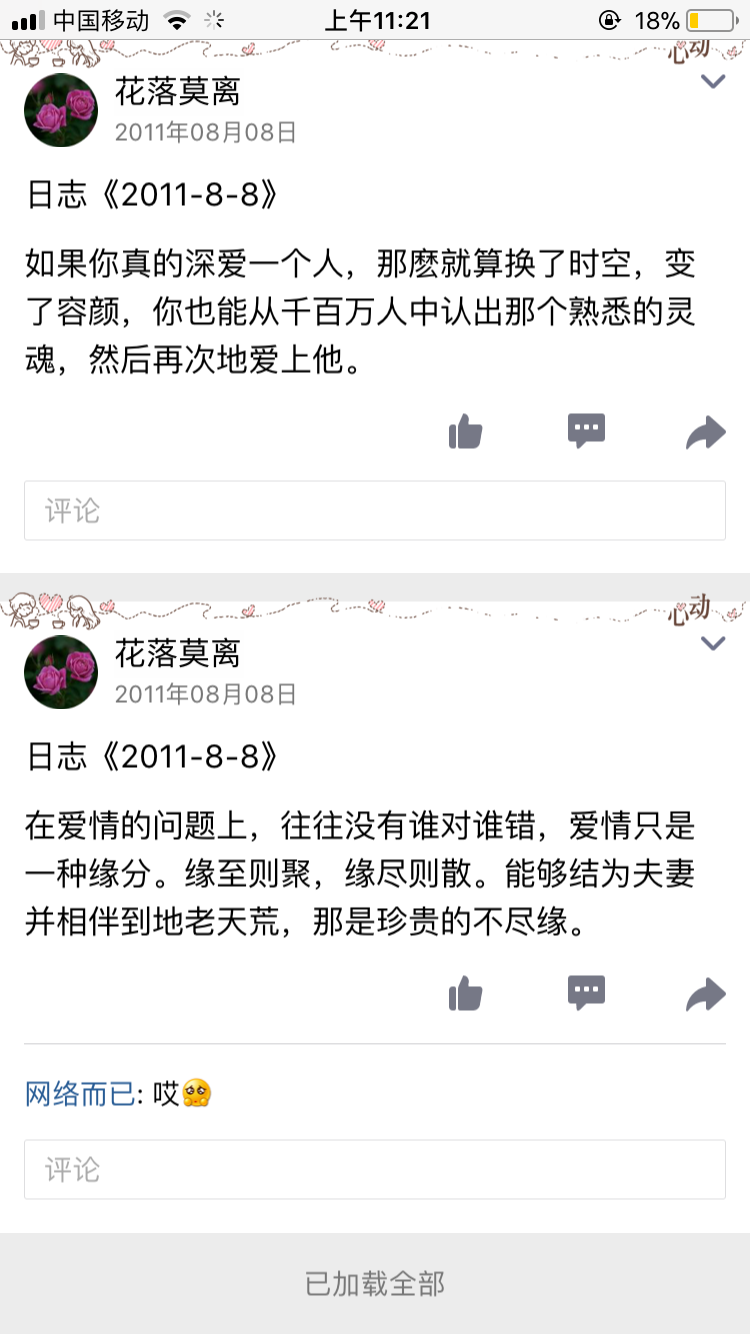 中国移动 上午11:21 18%
心动
花落莫离
2011年08月08日
日志《2011-8-8》
如果你真的深爱一个人，那麽就算换了时空，变
了容颜，你也能从千百万人中认出那个熟悉的灵
魂，然后再次地爱上他。
评论
心动
花落莫离
2011年08月08日
日志《2011-8-8》
在爱情的问题上，往往没有谁对谁错，爱情只是
一种缘分。缘至则聚，缘尽则散。能够结为夫妻
并相伴到地老天荒，那是珍贵的不尽缘。
网络而已: 哎🥺
评论
已加载全部